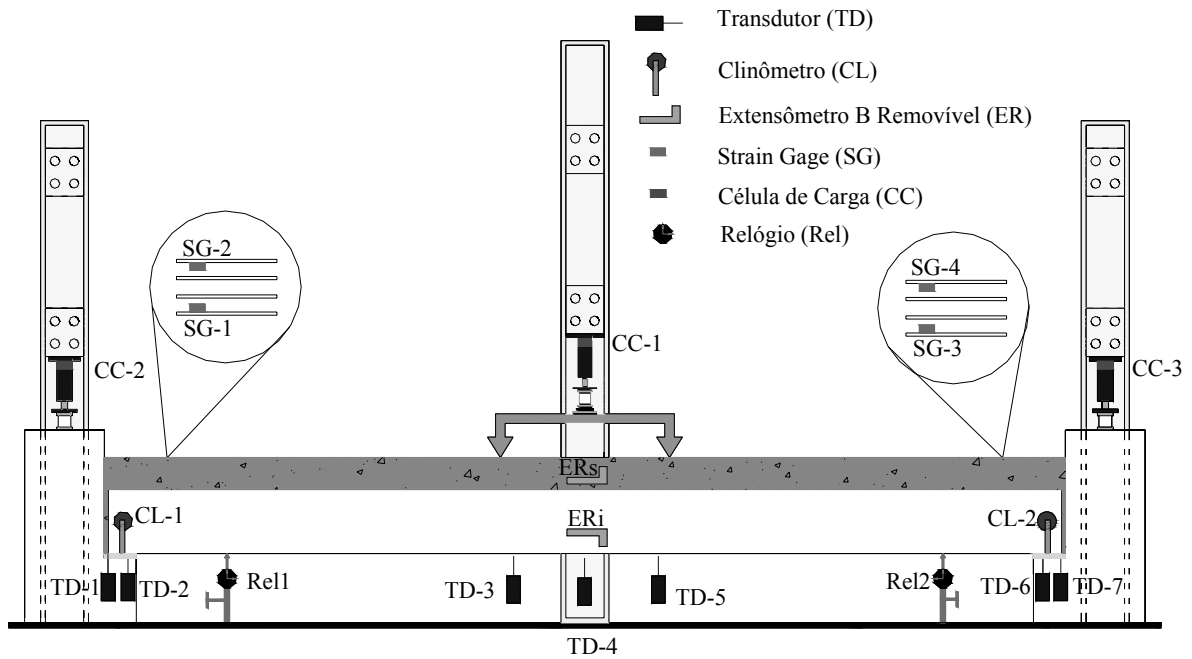 Transdutor (TD)
Clinômetro (CL)
Extensômetro B Removível (ER)
Strain Gage (SG)
Célula de Carga (CC)
Relógio (Rel)
SG-2
SG-1
SG-4
SG-3
CC-2
CC-1
CC-3
ERs
ERi
CL-1
CL-2
TD-1
TD-2
Rel1
TD-3
TD-5
Rel2
TD-6
TD-7
TD-4